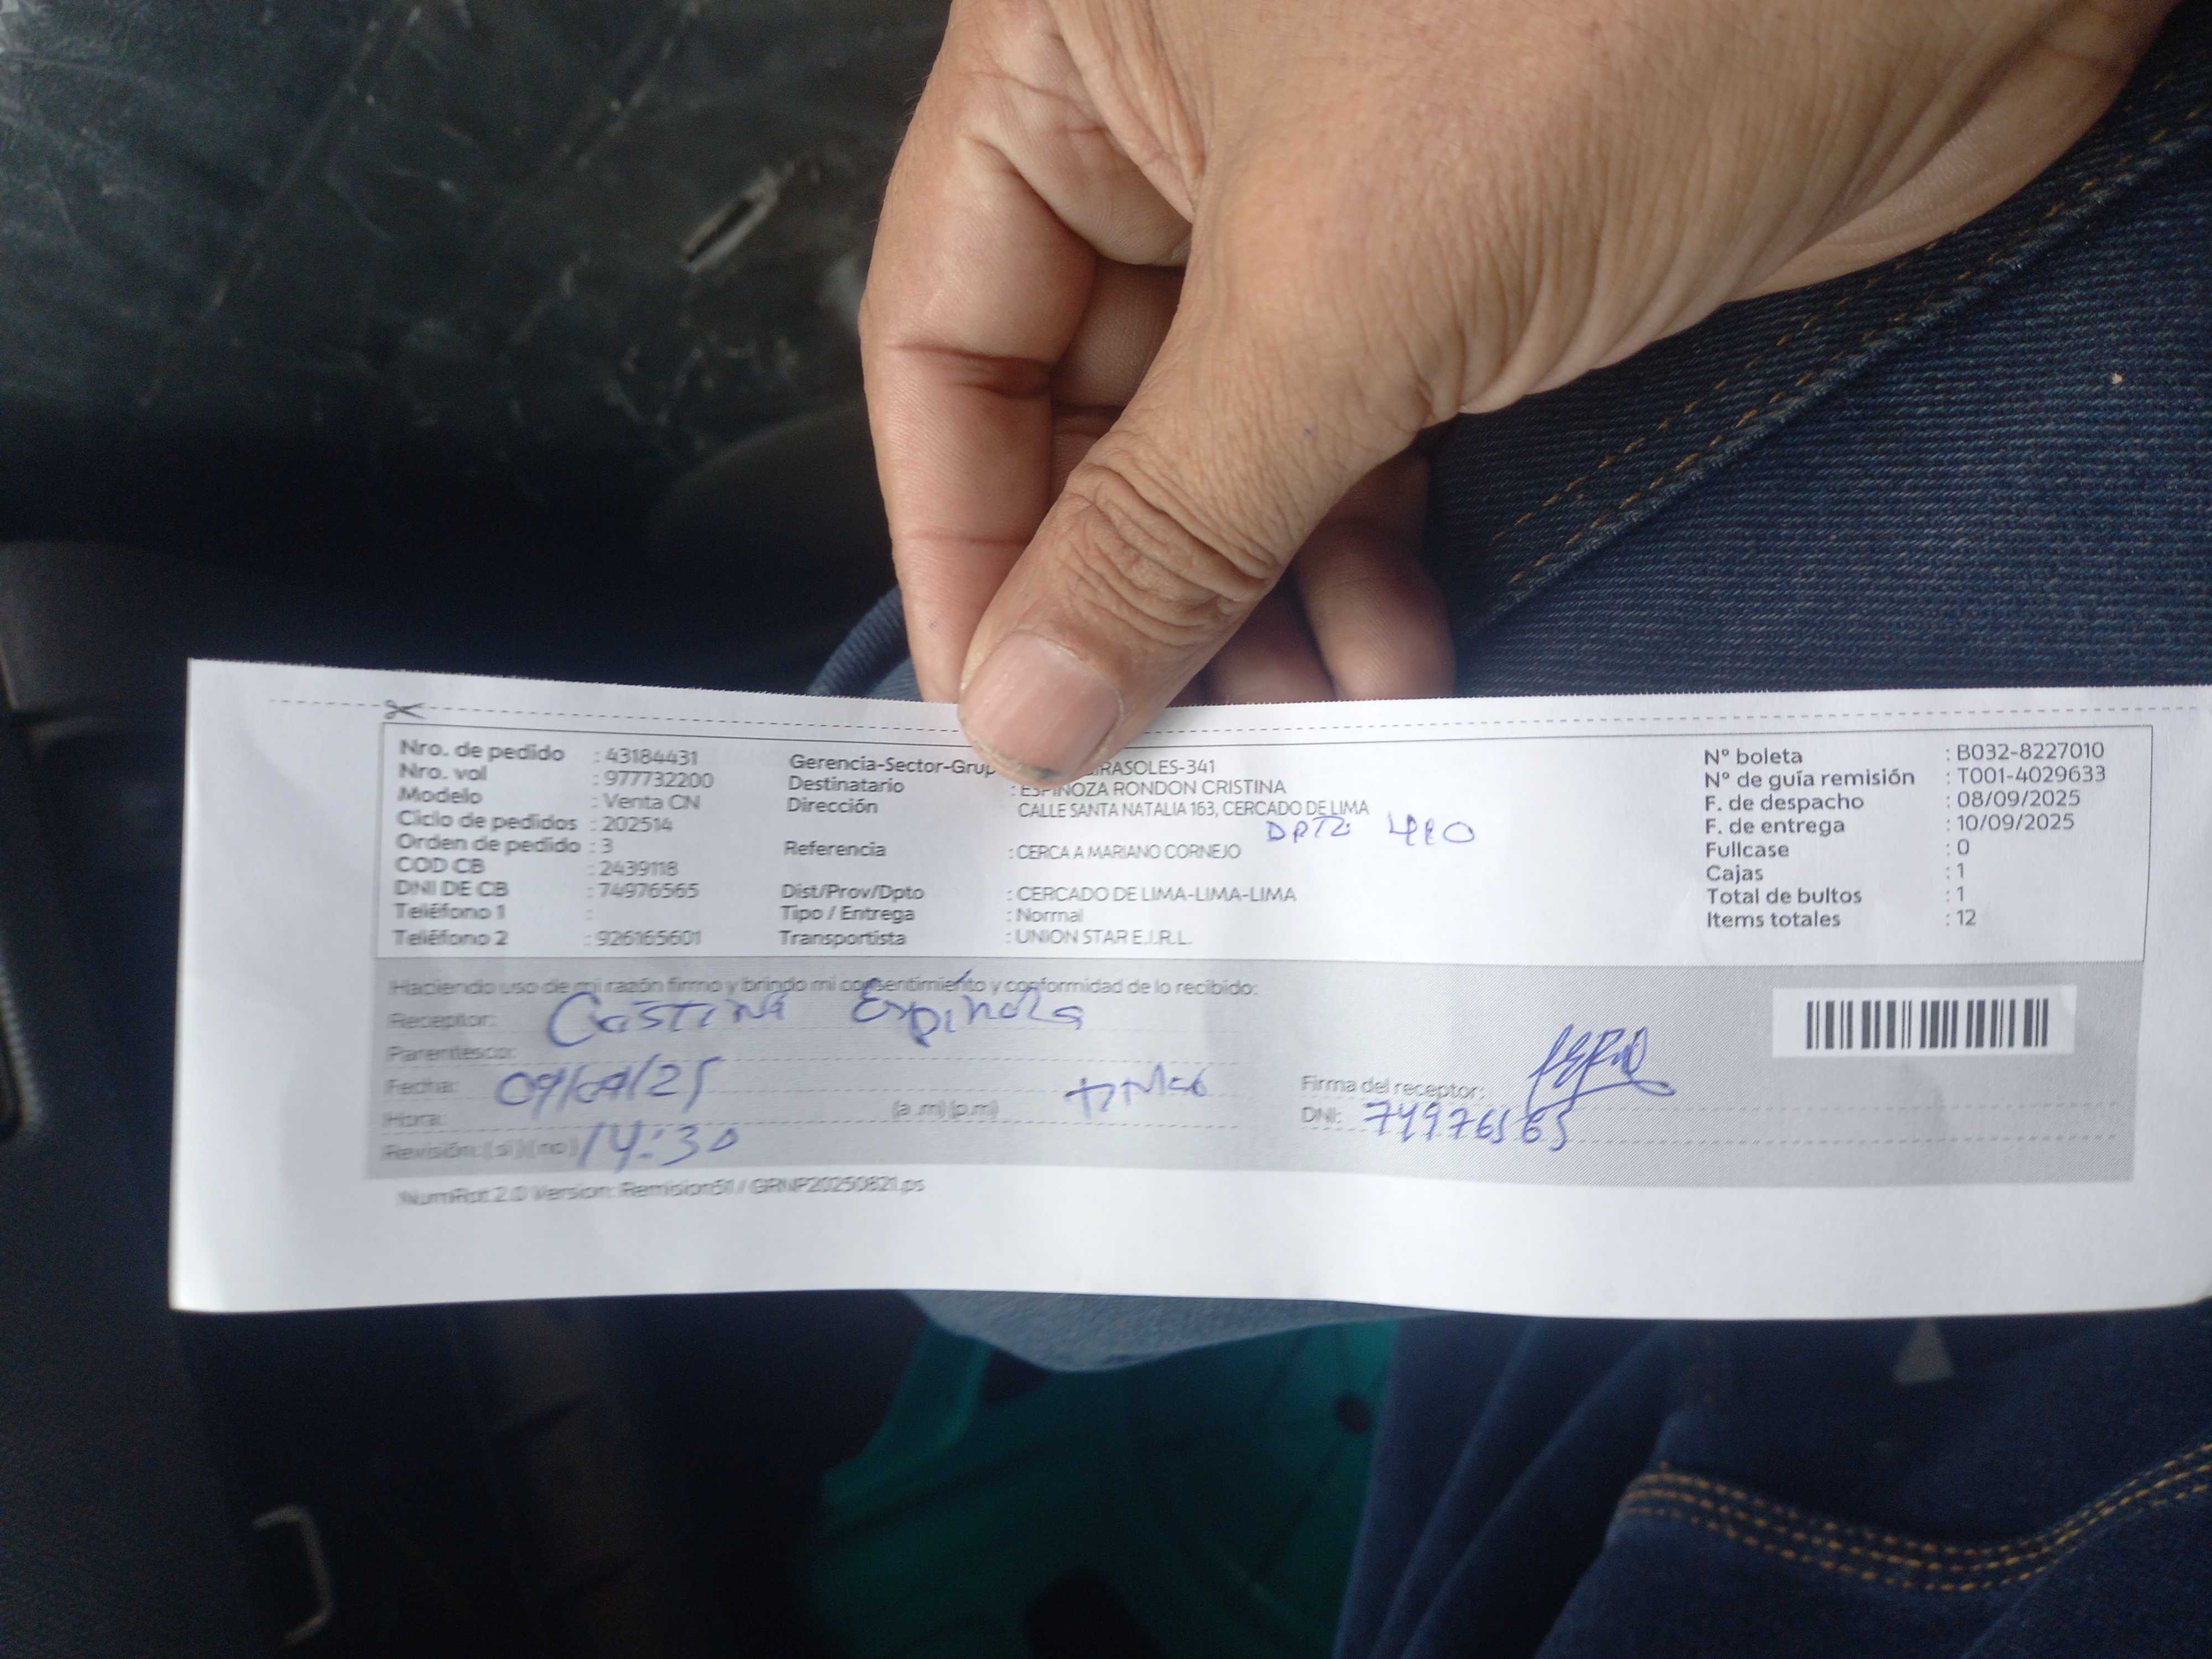 Nro. de pedido : 43184431
Nro. vol : 977732200
Modelo : Venta CN
Ciclo de pedidos : 202514
Orden de pedido : 3
COD CB : 2439118
DNI DE CB : 74976565
Teléfono 1 :
Teléfono 2 : 926165601
Gerencia-Sector-Grup IRASOLES-341
Destinatario : ESPINOZA RONDON CRISTINA
Dirección CALLE SANTA NATALIA 163, CERCADO DE LIMA
Referencia : CERCA A MARIANO CORNEJO
Dist/Prov/Dpto : CERCADO DE LIMA-LIMA-LIMA
Tipo / Entrega : Normal
Transportista : UNION STAR E.I.R.L.
N° boleta : B032-8227010
N° de guía remisión : T001-4029633
F. de despacho : 08/09/2025
F. de entrega : 10/09/2025
Fullcase : 0
Cajas : 1
Total de bultos : 1
Items totales : 12
Haciendo uso de mi razón firmo y brindo mi consentimiento y conformidad de lo recibido:
Receptor: Espinoza
Parentesco:
Fecha: 09/09/25
Hora: (a.m) (p.m)
Revisión: (si) (no) 14:30
Firma del receptor:
DNI: 74976565
NumRot 2.0 Version: Remision51 / GRNP20250821.ps